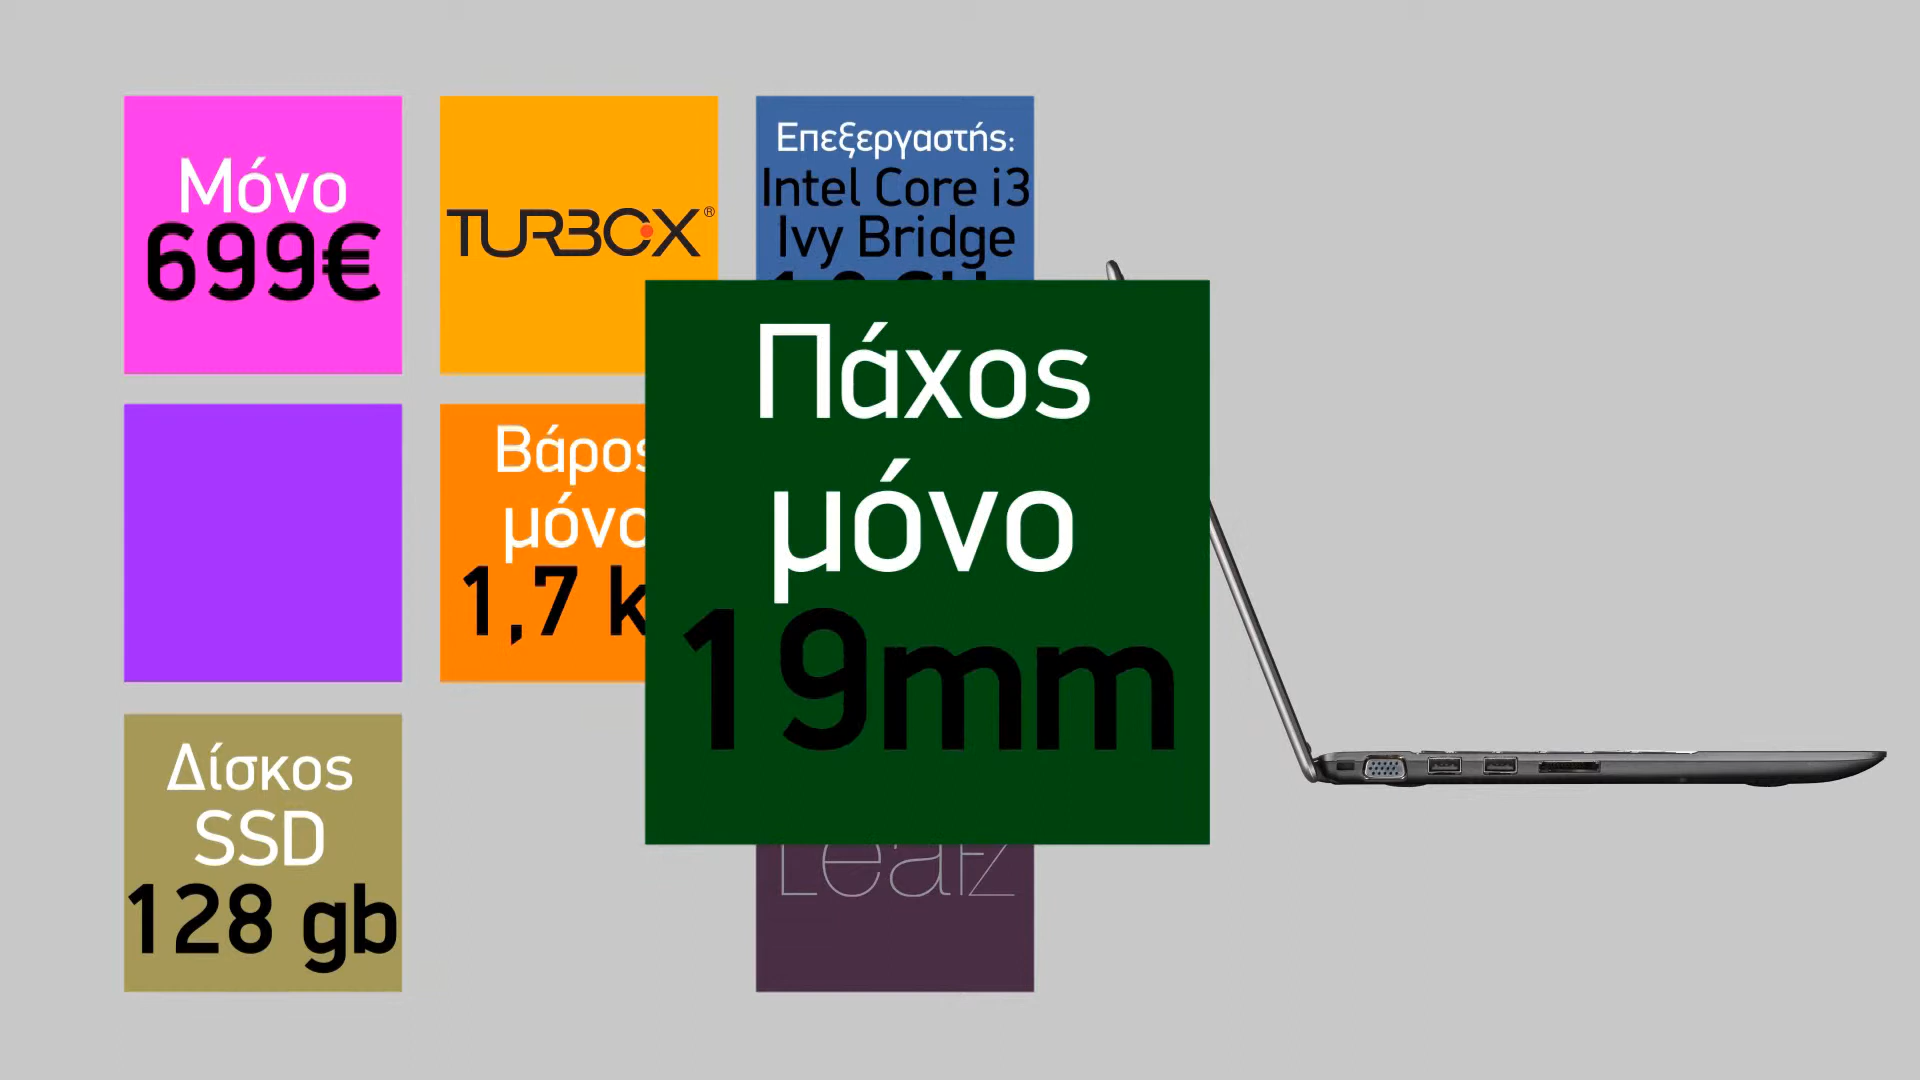 Μόνο
699€
TURBOX®
Επεξεργαστής:
Intel Core i3
Ivy Bridge
Βάρος
μόνο
1,7 k
Πάχος
μόνο
19mm
Δίσκος
SSD
128 gb
Leafz